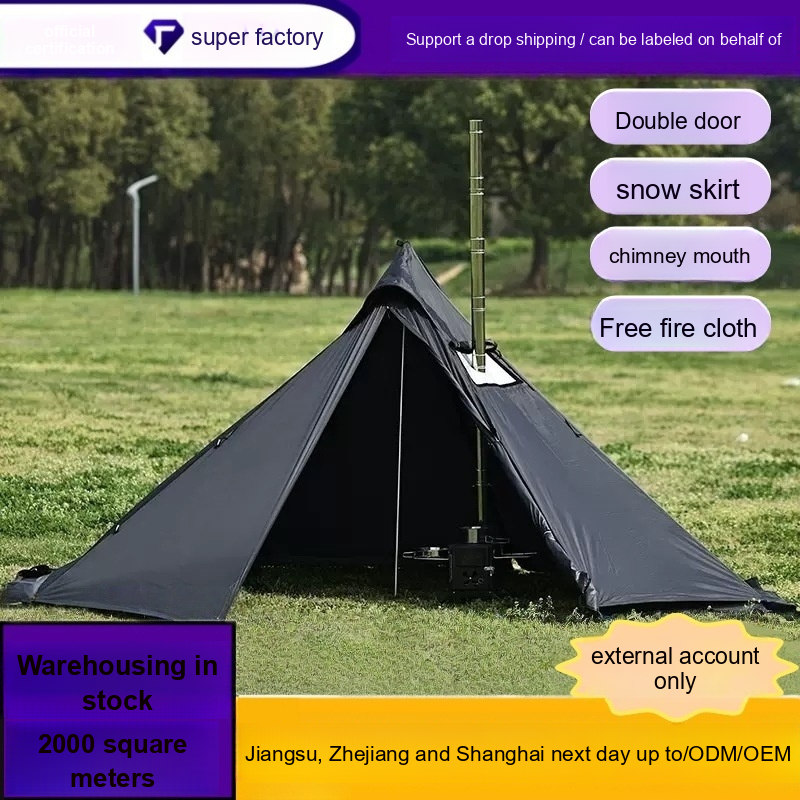 official
certification
super factory
Support a drop shipping / can be labeled on behalf of
Double door
snow skirt
chimney mouth
Free fire cloth
external account
only
Warehousing in
stock
2000 square
meters
Jiangsu, Zhejiang and Shanghai next day up to/ODM/OEM